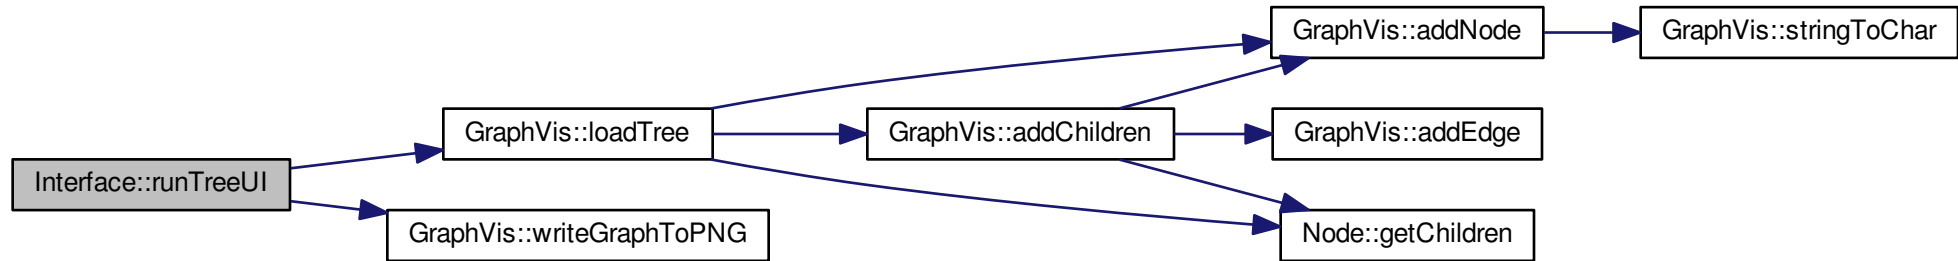 GraphVis::addNode
GraphVis::stringToChar
GraphVis::loadTree
GraphVis::addChildren
GraphVis::addEdge
Interface::runTreeUI
GraphVis::writeGraphToPNG
Node::getChildren